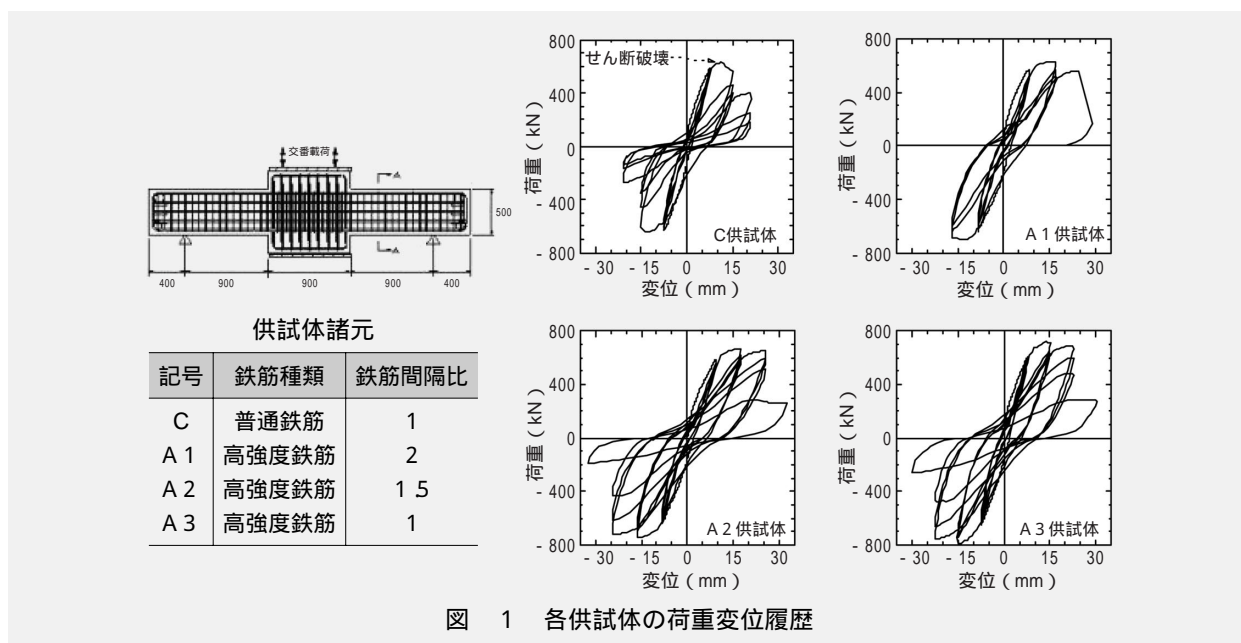 交番載荷
A
A
500
400 900 900 900 400
供試体諸元
記号 鉄筋種類 鉄筋間隔比
C 普通鉄筋 1
A 1 高強度鉄筋 2
A 2 高強度鉄筋 1 .5
A 3 高強度鉄筋 1
800
400
0
- 400
- 800
荷重(kN)
せん断破壊
C供試体
- 30 - 15 0 15 30
変位(mm)
800
400
0
- 400
- 800
荷重(kN)
A 1 供試体
- 30 - 15 0 15 30
変位(mm)
800
400
0
- 400
- 800
荷重(kN)
A 2 供試体
- 30 - 15 0 15 30
変位(mm)
800
400
0
- 400
- 800
荷重(kN)
A 3 供試体
- 30 - 15 0 15 30
変位(mm)
図 1 各供試体の荷重変位履歴